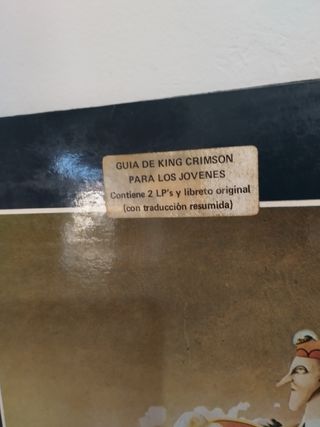 GUIA DE KING CRIMSON
PARA LOS JOVENES
Contiene 2 LP's y libreto original
(con traducción resumida)